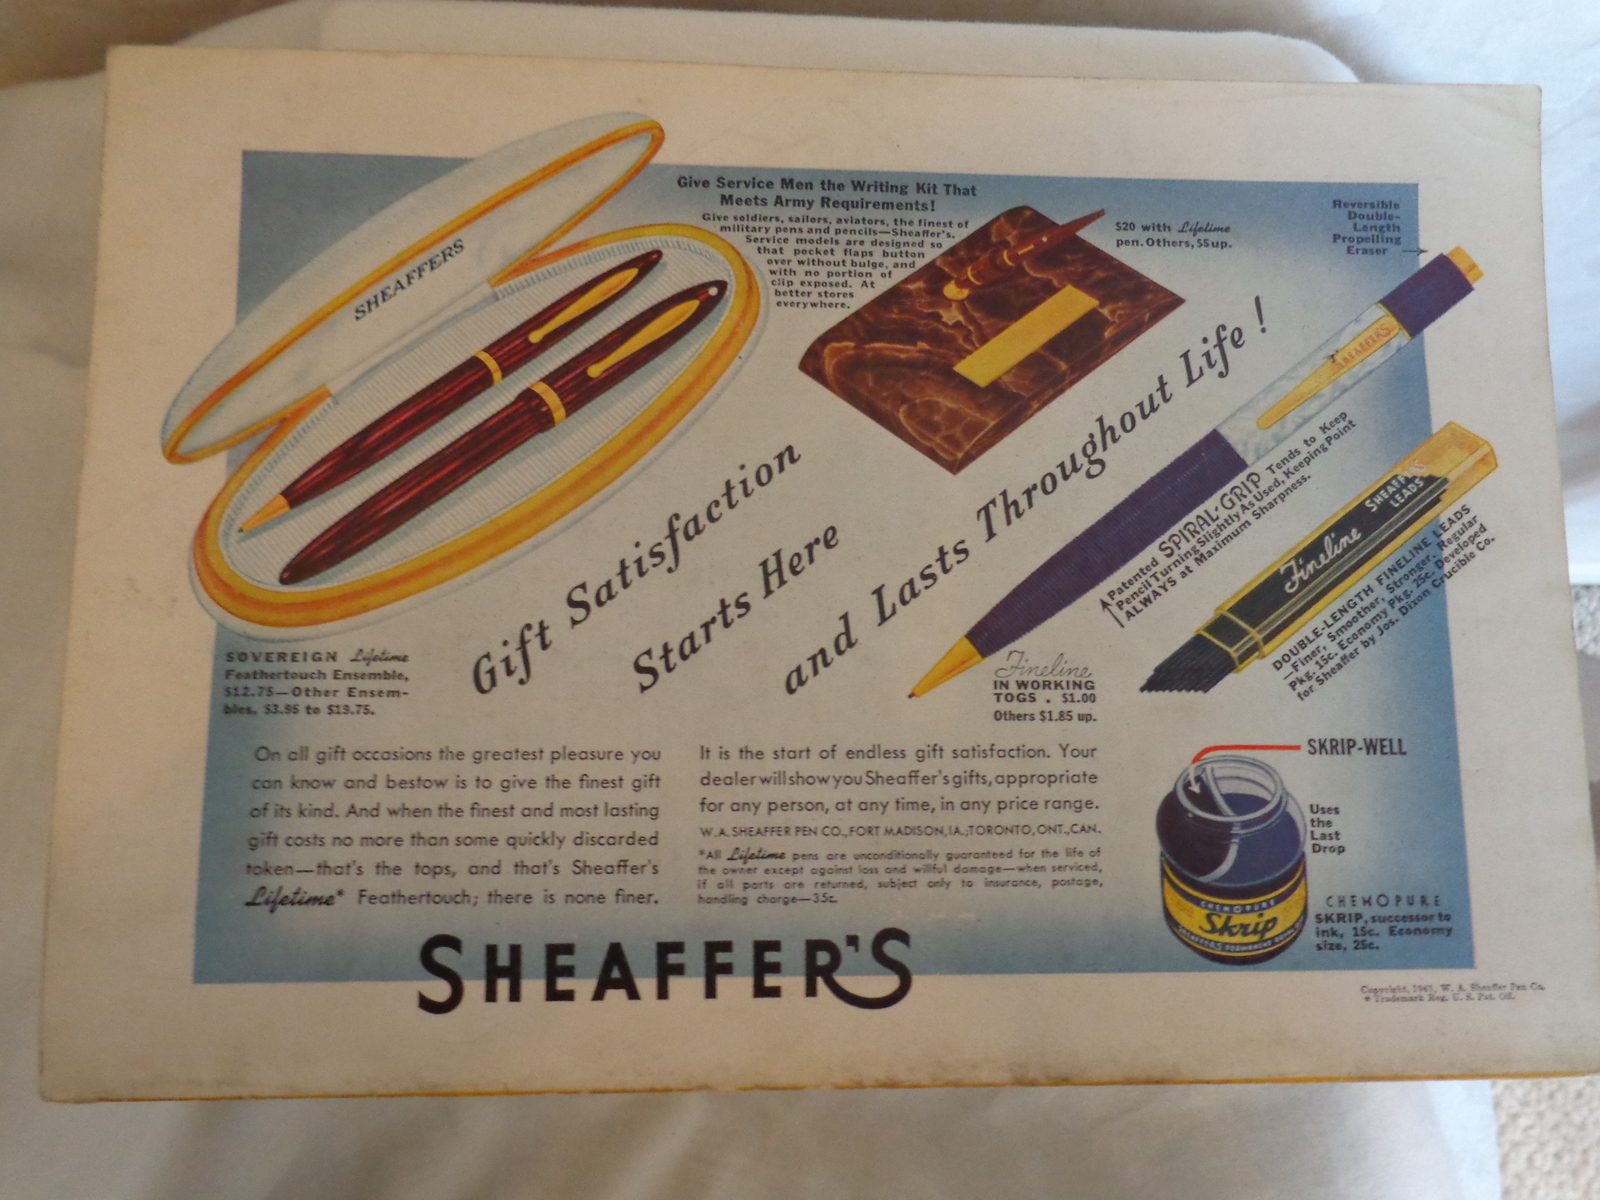 SHEAFFERS
Give Service Men the Writing Kit That
Meets Army Requirements!
Give soldiers, sailors, aviators, the finest of
military pens and pencils—Sheaffer's.
Service models are designed so
that pocket flaps button
over without bulge, and
with no portion of
clip exposed. At
better stores
everywhere.
$20 with Lifetime
pen. Others, $5 up.
Reversible
Double-
Length
Propelling
Eraser
SHEAFFER'S
Gift Satisfaction
Starts Here
and Lasts Throughout Life!
Patented SPIRAL-GRIP Tends to Keep
Pencil Turning Slightly As Used, Keeping Point
ALWAYS at Maximum Sharpness.
SHEAFFER
LEADS
Fineline
DOUBLE-LENGTH FINELINE LEADS
—Finer, Smoother, Stronger. Regular
Pkg. 15c. Economy Pkg. 25c. Developed
for Sheaffer by Jos. Dixon Crucible Co.
SOVEREIGN Lifetime
Feathertouch Ensemble,
$12.75—Other Ensem-
bles, $3.95 to $19.75.
Fineline
IN WORKING
TOGS . $1.00
Others $1.85 up.
On all gift occasions the greatest pleasure you
can know and bestow is to give the finest gift
of its kind. And when the finest and most lasting
gift costs no more than some quickly discarded
token—that's the tops, and that's Sheaffer's
Lifetime* Feathertouch; there is none finer.
It is the start of endless gift satisfaction. Your
dealer will show you Sheaffer's gifts, appropriate
for any person, at any time, in any price range.
W. A. SHEAFFER PEN CO., FORT MADISON, IA.; TORONTO, ONT., CAN.
*All Lifetime pens are unconditionally guaranteed for the life of
the owner except against loss and willful damage—when serviced,
if all parts are returned, subject only to insurance, postage,
handling charge—35c.
SKRIP-WELL
Uses
the
Last
Drop
CHEMOPURE
Skrip
CHEMOPURE
SKRIP, successor to
ink, 15c. Economy
size, 25c.
SHEAFFER'S
Copyright, 1941, W. A. Sheaffer Pen Co.
Trademark Reg. U. S. Pat. Off.